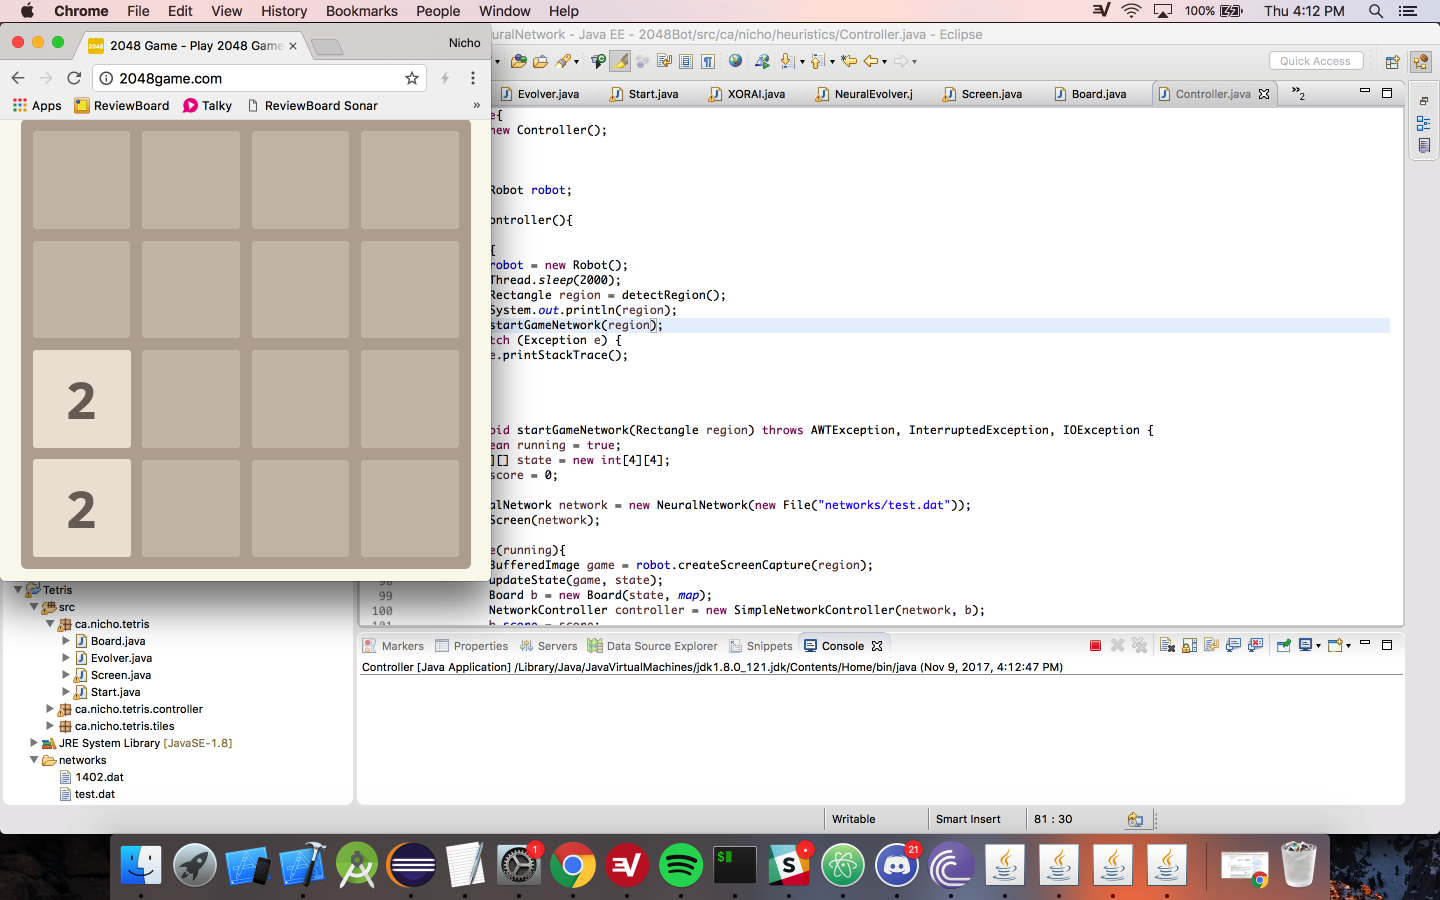 Chrome File Edit View History Bookmarks People Window Help 100% Thu 4:12 PM
2048 2048 Game - Play 2048 Game Nicho
uralNetwork - Java EE - 2048Bot/src/ca/nicho/heuristics/Controller.java - Eclipse
2048game.com
Quick Access
Apps ReviewBoard Talky ReviewBoard Sonar »
Evolver.java Start.java XORAI.java NeuralEvolver.j Screen.java Board.java Controller.java »2
e{
new Controller();
Robot robot;
ontroller(){
{
robot = new Robot();
Thread.sleep(2000);
Rectangle region = detectRegion();
System.out.println(region);
startGameNetwork(region);
tch (Exception e) {
e.printStackTrace();
oid startGameNetwork(Rectangle region) throws AWTException, InterruptedException, IOException {
ean running = true;
][] state = new int[4][4];
score = 0;
alNetwork network = new NeuralNetwork(new File("networks/test.dat"));
Screen(network);
e(running){
BufferedImage game = robot.createScreenCapture(region);
updateState(game, state);
99 Board b = new Board(state, map);
100 NetworkController controller = new SimpleNetworkController(network, b);
2
2
Tetris
src
ca.nicho.tetris
Board.java
Evolver.java
Screen.java
Start.java
ca.nicho.tetris.controller
ca.nicho.tetris.tiles
JRE System Library [JavaSE-1.8]
networks
1402.dat
test.dat
Markers Properties Servers Data Source Explorer Snippets Console
Controller [Java Application] /Library/Java/JavaVirtualMachines/jdk1.8.0_121.jdk/Contents/Home/bin/java (Nov 9, 2017, 4:12:47 PM)
Writable Smart Insert 81 : 30
1
$
S
21